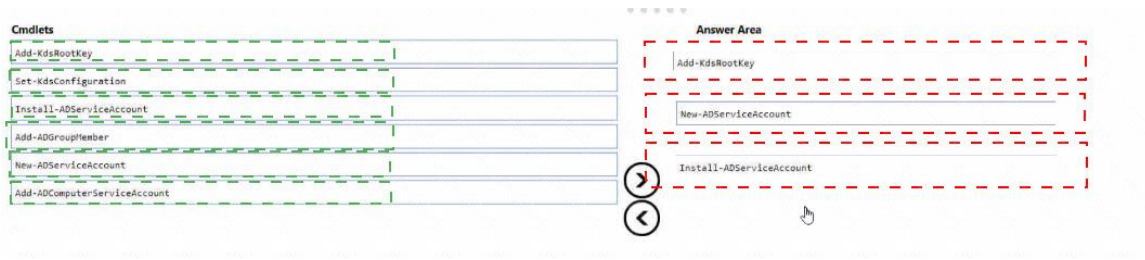 Cmdlets
Add-KdsRootKey
Set-KdsConfiguration
Install-ADServiceAccount
Add-ADGroupMember
New-ADServiceAccount
Add-ADComputerServiceAccount
Answer Area
Add-KdsRootKey
New-ADServiceAccount
Install-ADServiceAccount